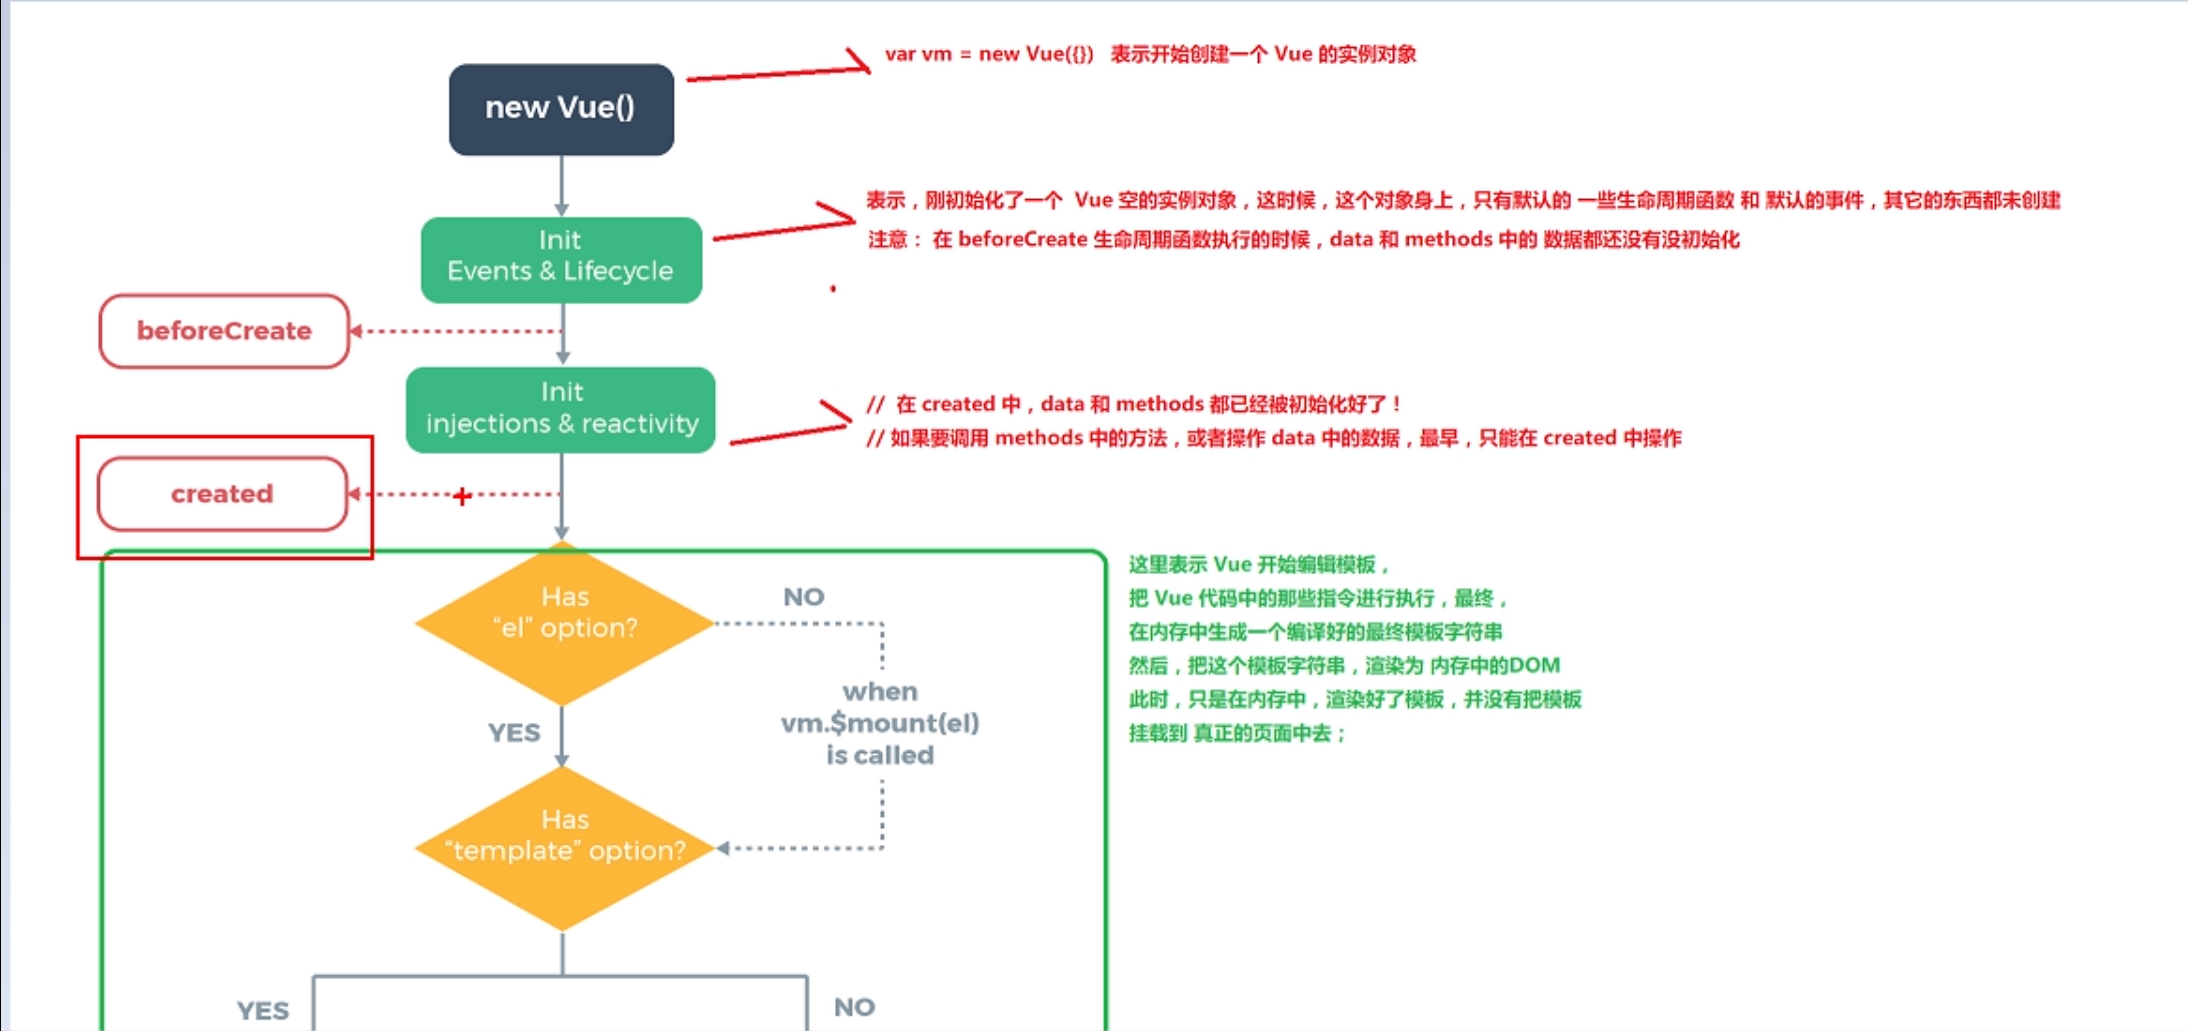 var vm = new Vue({})   表示开始创建一个 Vue 的实例对象
new Vue()
表示，刚初始化了一个  Vue 空的实例对象，这时候，这个对象身上，只有默认的 一些生命周期函数 和 默认的事件，其它的东西都未创建
注意： 在 beforeCreate 生命周期函数执行的时候，data 和 methods 中的 数据都还没有没初始化
Init
Events & Lifecycle
beforeCreate
Init
injections & reactivity
//  在 created 中，data 和 methods 都已经被初始化好了！
// 如果要调用 methods 中的方法，或者操作 data 中的数据，最早，只能在 created 中操作
created
这里表示 Vue 开始编辑模板，
把 Vue 代码中的那些指令进行执行，最终，
在内存中生成一个编译好的最终模板字符串
然后，把这个模板字符串，渲染为 内存中的DOM
此时，只是在内存中，渲染好了模板，并没有把模板
挂载到 真正的页面中去；
Has
“el” option?
NO
when
vm.$mount(el)
is called
YES
Has
“template” option?
YES
NO